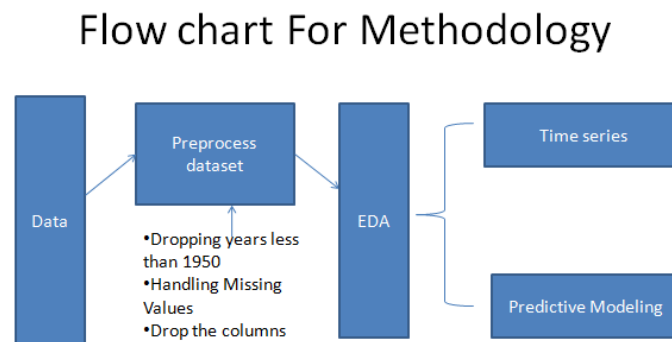 Flow chart For Methodology
Data
Preprocess
dataset
•Dropping years less
than 1950
•Handling Missing
Values
•Drop the columns
EDA
Time series
Predictive Modeling